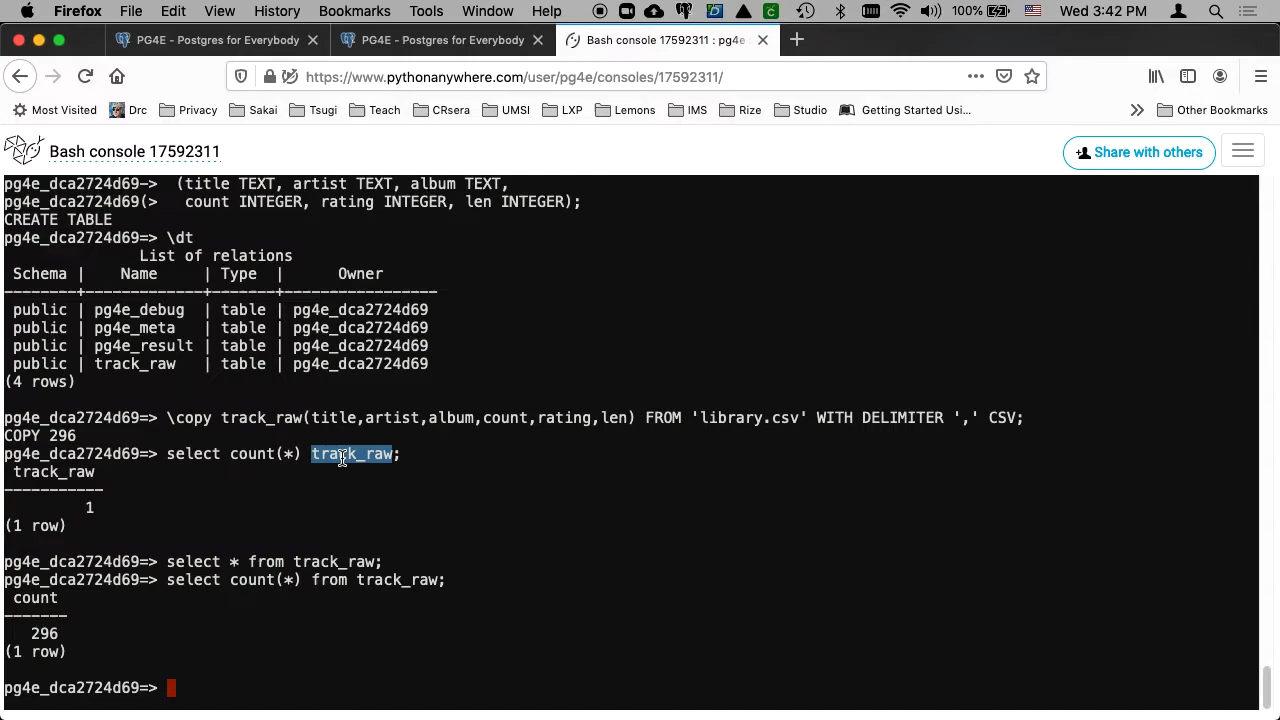 Firefox File Edit View History Bookmarks Tools Window Help 100% Wed 3:42 PM
PG4E - Postgres for Everybody PG4E - Postgres for Everybody Bash console 17592311 : pg4e
https://www.pythonanywhere.com/user/pg4e/consoles/17592311/
Most Visited Drc Privacy Sakai Tsugi Teach CRsera UMSI LXP Lemons IMS Rize Studio Getting Started Usi... Other Bookmarks
Bash console 17592311 Share with others
pg4e_dca2724d69-> (title TEXT, artist TEXT, album TEXT,
pg4e_dca2724d69(> count INTEGER, rating INTEGER, len INTEGER);
CREATE TABLE
pg4e_dca2724d69=> \dt
List of relations
Schema | Name | Type | Owner
--------+-------------+-------+-----------------
public | pg4e_debug | table | pg4e_dca2724d69
public | pg4e_meta | table | pg4e_dca2724d69
public | pg4e_result | table | pg4e_dca2724d69
public | track_raw | table | pg4e_dca2724d69
(4 rows)
pg4e_dca2724d69=> \copy track_raw(title,artist,album,count,rating,len) FROM 'library.csv' WITH DELIMITER ',' CSV;
COPY 296
pg4e_dca2724d69=> select count(*) track_raw;
track_raw
-----------
1
(1 row)
pg4e_dca2724d69=> select * from track_raw;
pg4e_dca2724d69=> select count(*) from track_raw;
count
-------
296
(1 row)
pg4e_dca2724d69=>